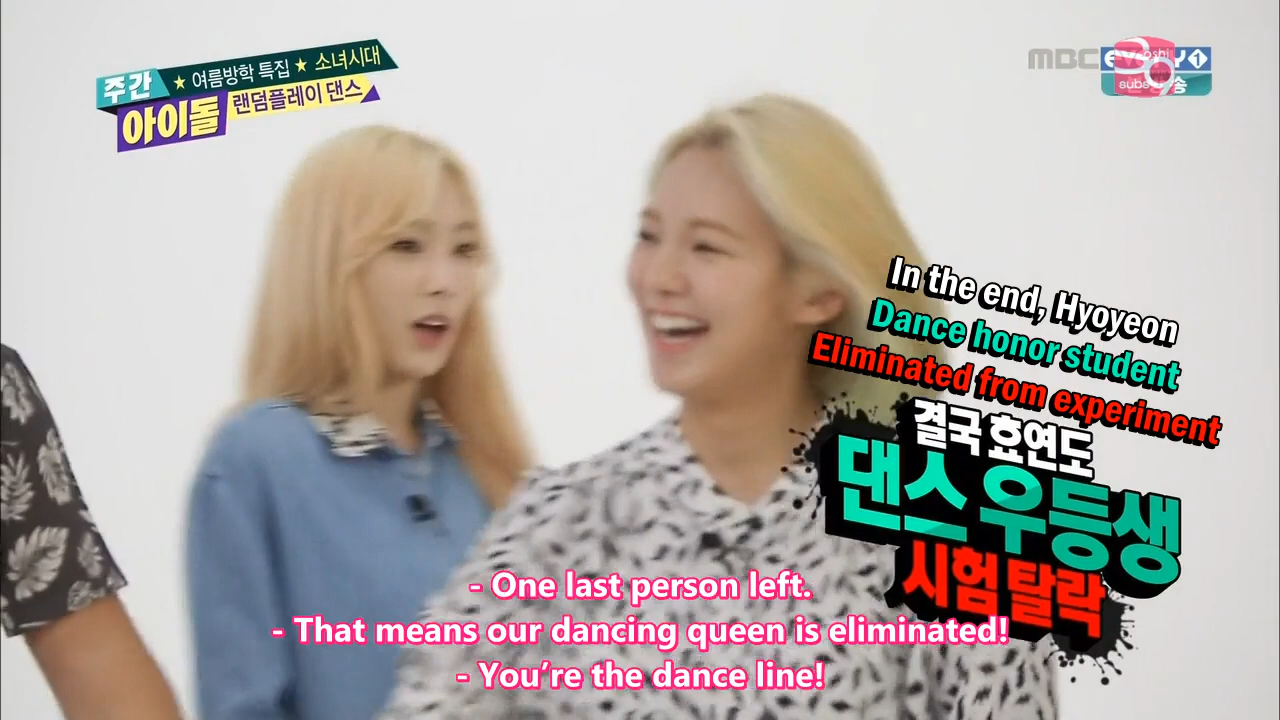 주간
★ 여름방학 특집 ★ 소녀시대
아이돌
랜덤플레이 댄스
MBC
subs
In the end, Hyoyeon
Dance honor student
Eliminated from experiment
결국 효연도
댄스 우등생
시험 탈락
- One last person left.
- That means our dancing queen is eliminated!
- You’re the dance line!